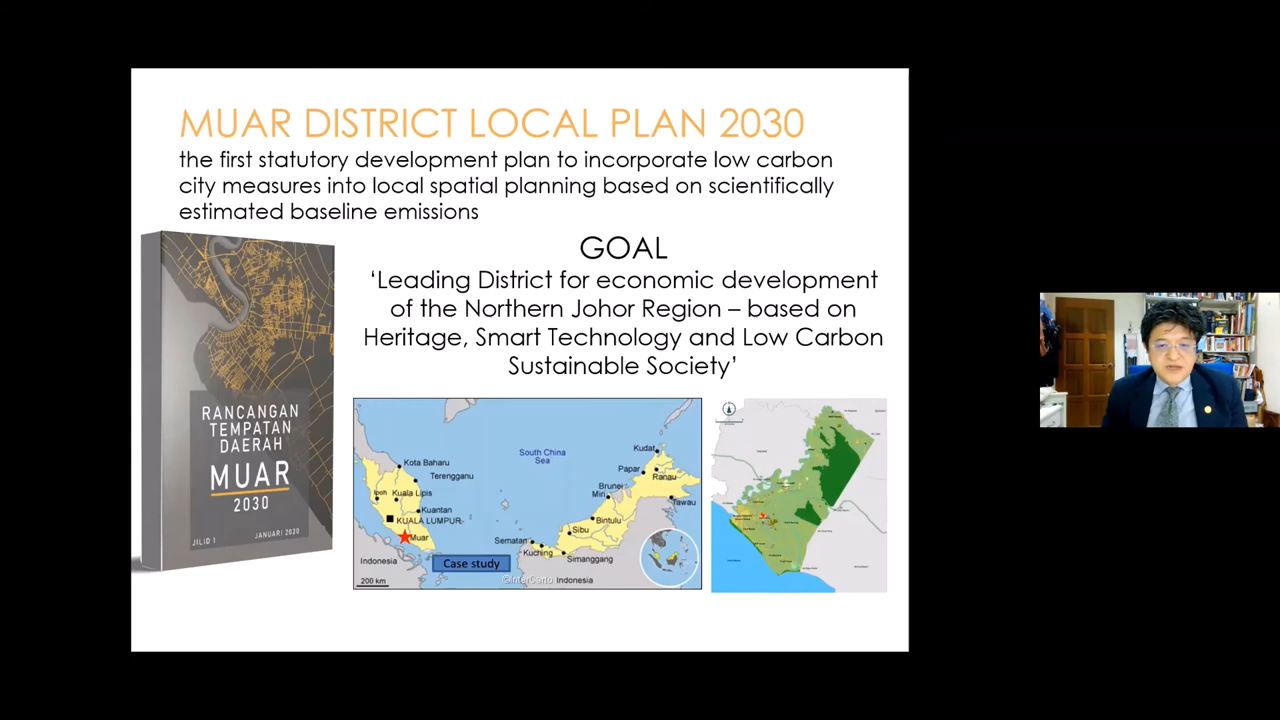 MUAR DISTRICT LOCAL PLAN 2030
the first statutory development plan to incorporate low carbon
city measures into local spatial planning based on scientifically
estimated baseline emissions
GOAL
‘Leading District for economic development
of the Northern Johor Region – based on
Heritage, Smart Technology and Low Carbon
Sustainable Society’
RANCANGAN
TEMPATAN
DAERAH
MUAR
2030
JILID 1
JANUARI 2020
South China
Sea
Kota Baharu
Terengganu
Ipoh
Kuala Lipis
Kuantan
KUALA LUMPUR
Muar
Indonesia
200 km
Case study
Kudat
Papar
Ranau
Brunei
Miri
Tawau
Bintulu
Sibu
Sematan
Kuching
Simanggang
©InterCarto
Indonesia